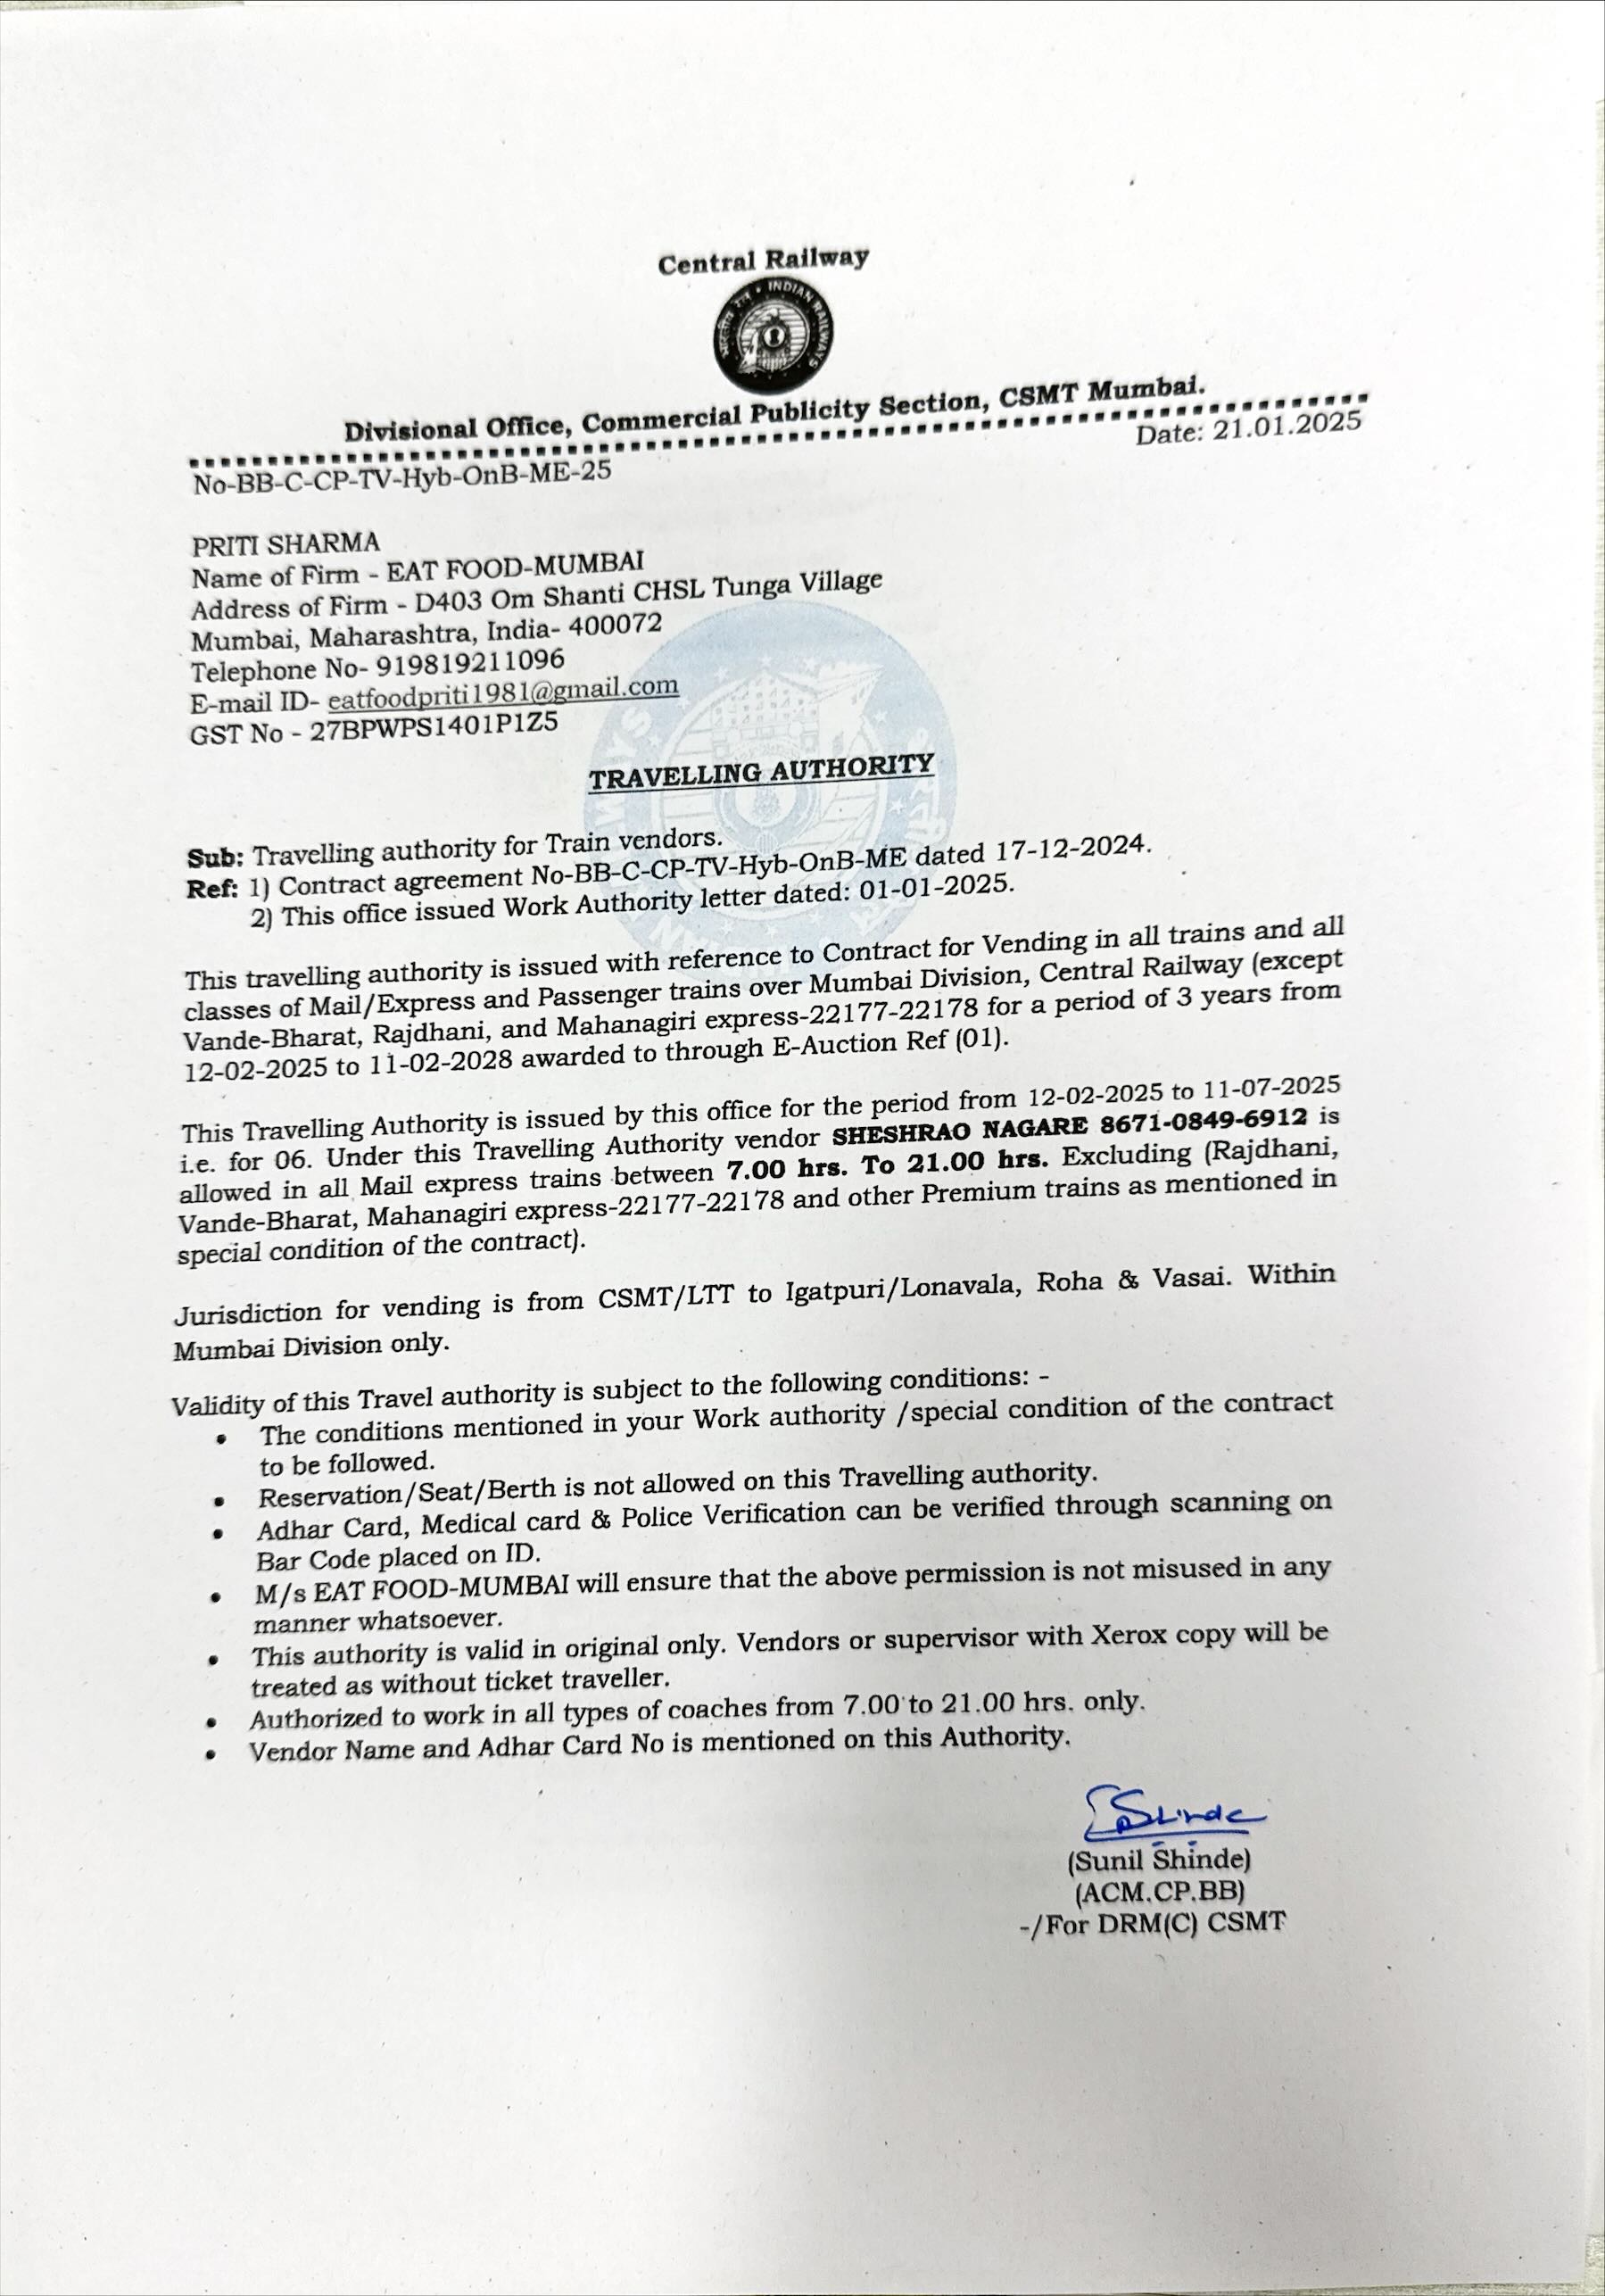 Central Railway
भारतीय रेल • INDIAN RAILWAYS
Divisional Office, Commercial Publicity Section, CSMT Mumbai.
Date: 21.01.2025
No-BB-C-CP-TV-Hyb-OnB-ME-25
PRITI SHARMA
Name of Firm - EAT FOOD-MUMBAI
Address of Firm - D403 Om Shanti CHSL Tunga Village
Mumbai, Maharashtra, India- 400072
Telephone No- 919819211096
E-mail ID- eatfoodpriti1981@gmail.com
GST No - 27BPWPS1401P1Z5
TRAVELLING AUTHORITY
Sub: Travelling authority for Train vendors.
Ref: 1) Contract agreement No-BB-C-CP-TV-Hyb-OnB-ME dated 17-12-2024.
2) This office issued Work Authority letter dated: 01-01-2025.
This travelling authority is issued with reference to Contract for Vending in all trains and all
classes of Mail/Express and Passenger trains over Mumbai Division, Central Railway (except
Vande-Bharat, Rajdhani, and Mahanagiri express-22177-22178 for a period of 3 years from
12-02-2025 to 11-02-2028 awarded to through E-Auction Ref (01).
This Travelling Authority is issued by this office for the period from 12-02-2025 to 11-07-2025
i.e. for 06. Under this Travelling Authority vendor SHESHRAO NAGARE 8671-0849-6912 is
allowed in all Mail express trains between 7.00 hrs. To 21.00 hrs. Excluding (Rajdhani,
Vande-Bharat, Mahanagiri express-22177-22178 and other Premium trains as mentioned in
special condition of the contract).
Jurisdiction for vending is from CSMT/LTT to Igatpuri/Lonavala, Roha & Vasai. Within
Mumbai Division only.
Validity of this Travel authority is subject to the following conditions: -
• The conditions mentioned in your Work authority /special condition of the contract
to be followed.
• Reservation/Seat/Berth is not allowed on this Travelling authority.
• Adhar Card, Medical card & Police Verification can be verified through scanning on
Bar Code placed on ID.
• M/s EAT FOOD-MUMBAI will ensure that the above permission is not misused in any
manner whatsoever.
• This authority is valid in original only. Vendors or supervisor with Xerox copy will be
treated as without ticket traveller.
• Authorized to work in all types of coaches from 7.00 to 21.00 hrs. only.
• Vendor Name and Adhar Card No is mentioned on this Authority.
Shinde
(Sunil Shinde)
(ACM.CP.BB)
-/For DRM(C) CSMT